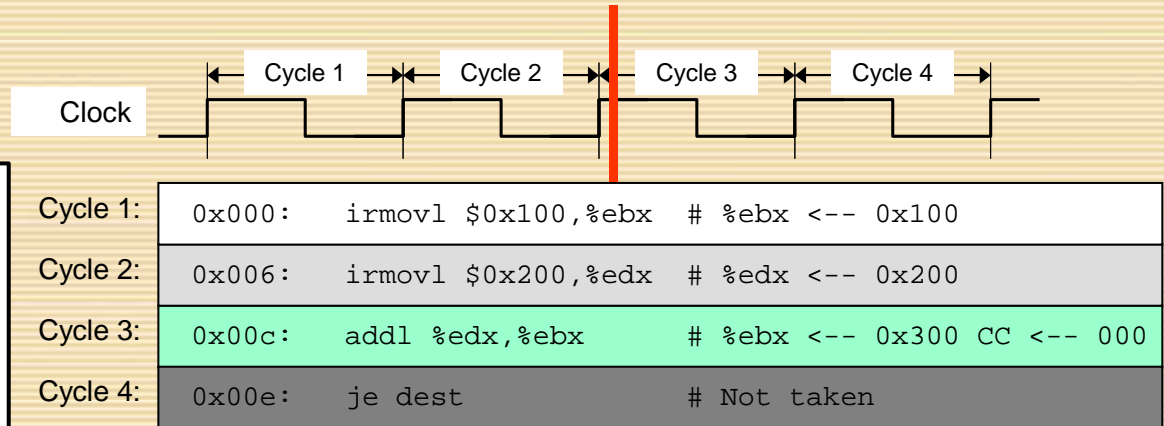 Cycle 1 Cycle 2 Cycle 3 Cycle 4
Clock
Cycle 1: 0x000: irmovl $0x100,%ebx # %ebx <-- 0x100
Cycle 2: 0x006: irmovl $0x200,%edx # %edx <-- 0x200
Cycle 3: 0x00c: addl %edx,%ebx # %ebx <-- 0x300 CC <-- 000
Cycle 4: 0x00e: je dest # Not taken